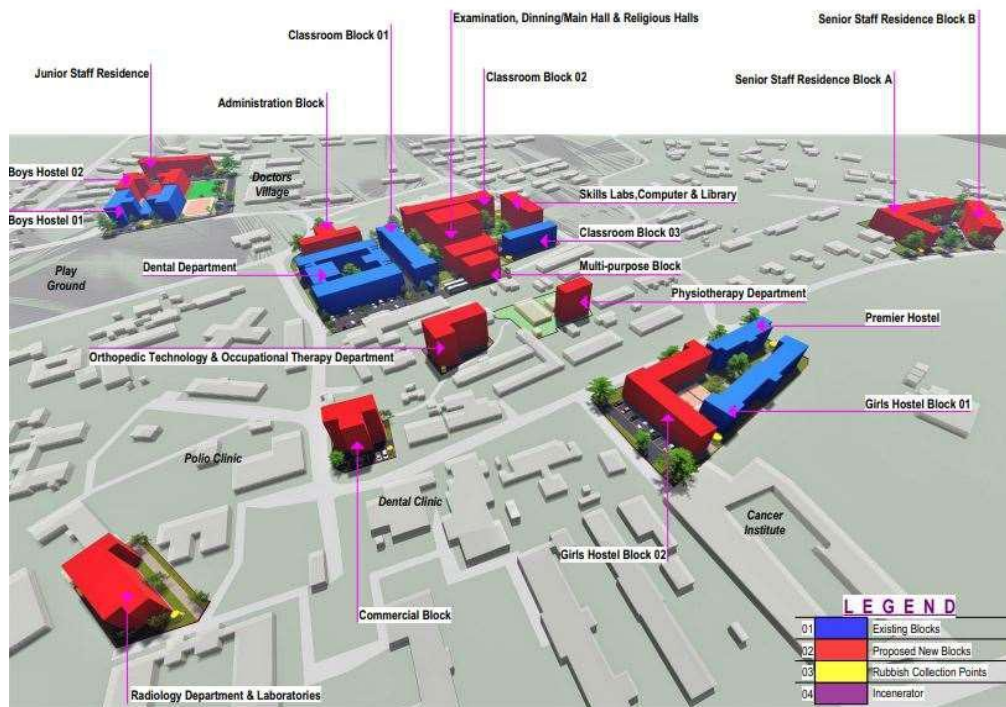 Examination, Dinning/Main Hall & Religious Halls
Senior Staff Residence Block B
Classroom Block 01
Junior Staff Residence
Classroom Block 02
Senior Staff Residence Block A
Administration Block
Boys Hostel 02
Doctors
Village
Skills Labs,Computer & Library
Boys Hostel 01
Classroom Block 03
Play
Ground
Dental Department
Multi-purpose Block
Physiotherapy Department
Premier Hostel
Orthopedic Technology & Occupational Therapy Department
Girls Hostel Block 01
Polio Clinic
Dental Clinic
Cancer
Institute
Girls Hostel Block 02
Commercial Block
Radiology Department & Laboratories
LEGEND
01 Existing Blocks
02 Proposed New Blocks
03 Rubbish Collection Points
04 Incenerator